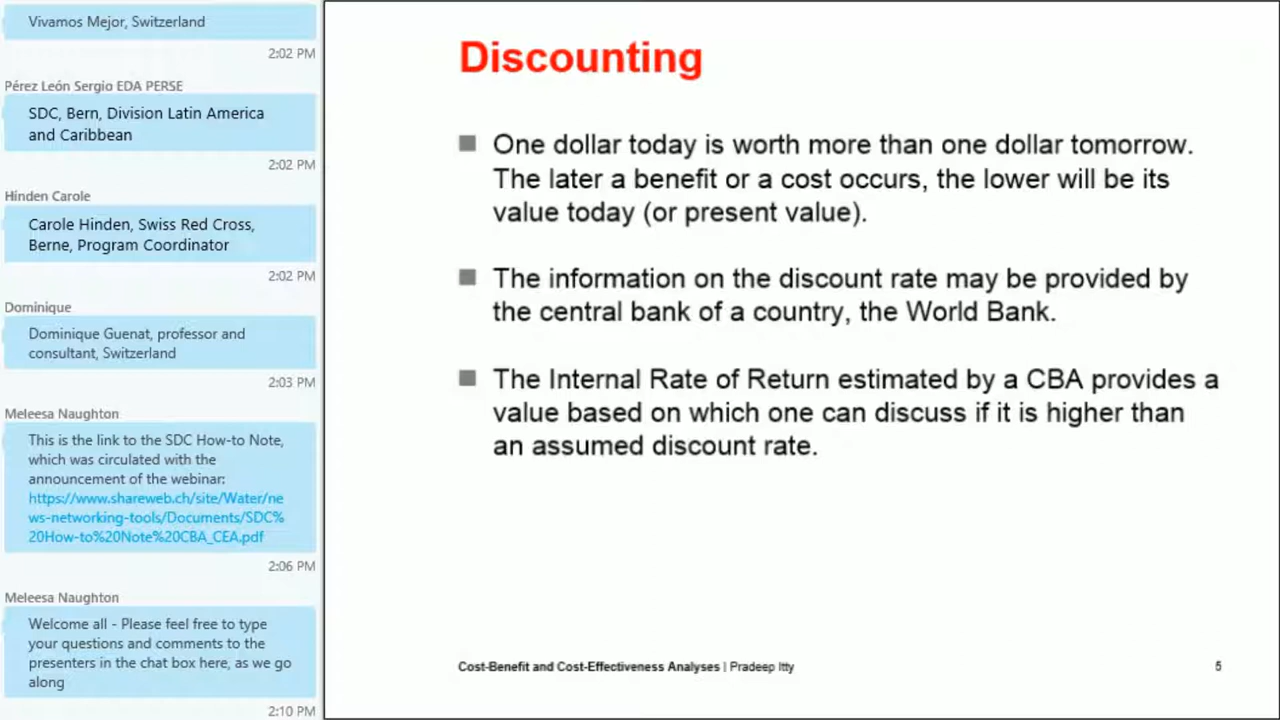 Vivamos Mejor, Switzerland
2:02 PM
Pérez León Sergio EDA PERSE
SDC, Bern, Division Latin America
and Caribbean
2:02 PM
Hinden Carole
Carole Hinden, Swiss Red Cross,
Berne, Program Coordinator
2:02 PM
Dominique
Dominique Guenat, professor and
consultant, Switzerland
2:03 PM
Meleesa Naughton
This is the link to the SDC How-to Note,
which was circulated with the
announcement of the webinar:
https://www.shareweb.ch/site/Water/ne
ws-networking-tools/Documents/SDC%
20How-to%20Note%20CBA_CEA.pdf
2:06 PM
Meleesa Naughton
Welcome all - Please feel free to type
your questions and comments to the
presenters in the chat box here, as we go
along
2:10 PM
Discounting
One dollar today is worth more than one dollar tomorrow.
The later a benefit or a cost occurs, the lower will be its
value today (or present value).
The information on the discount rate may be provided by
the central bank of a country, the World Bank.
The Internal Rate of Return estimated by a CBA provides a
value based on which one can discuss if it is higher than
an assumed discount rate.
Cost-Benefit and Cost-Effectiveness Analyses | Pradeep Itty
5